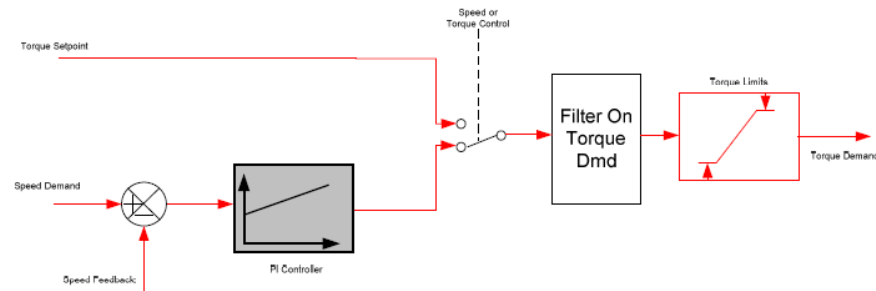 Speed or
Torque Control
Torque Setpoint
Torque Limits
Filter On
Torque
Dmd
Torque Demand
Speed Demand
PI Controller
Speed Feedback